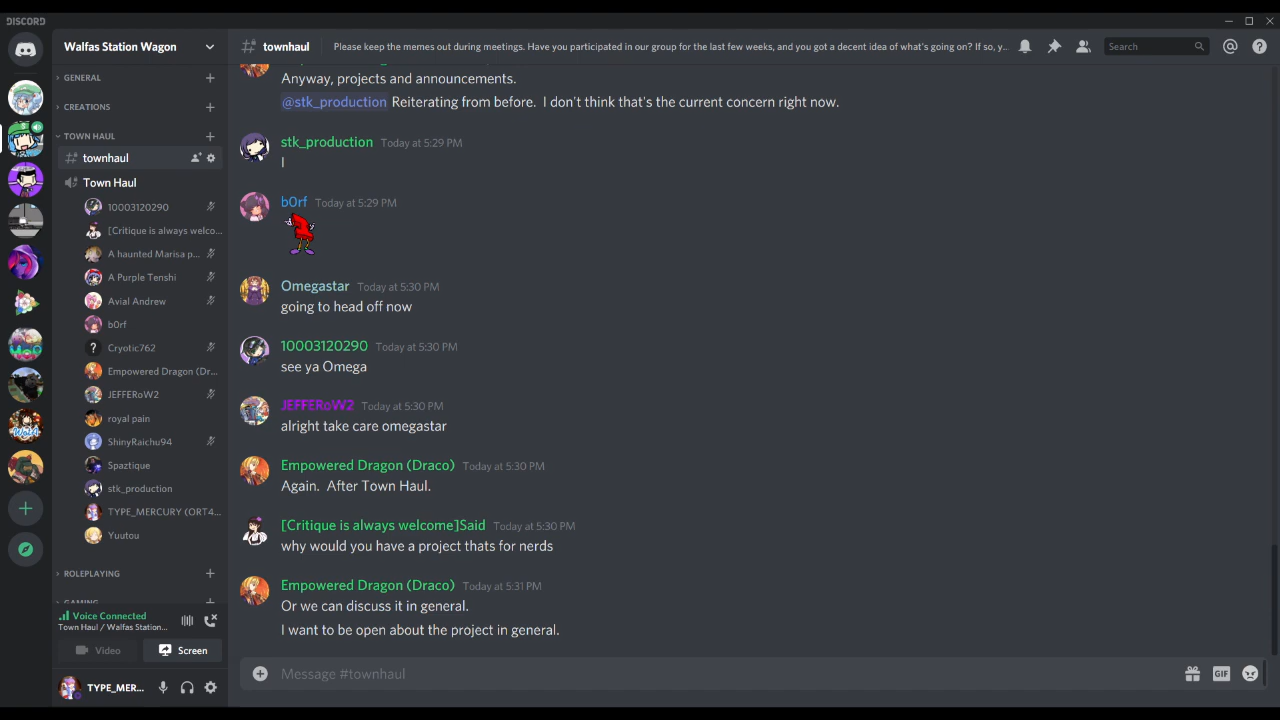 DISCORD
Walfas Station Wagon
# townhaul
Please keep the memes out during meetings. Have you participated in our group for the last few weeks, and you got a decent idea of what's going on? If so, y...
Search
GENERAL
CREATIONS
TOWN HAUL
# townhaul
Town Haul
10003120290
[Critique is always welco...
A haunted Marisa p...
A Purple Tenshi
Avial Andrew
b0rf
Cryotic762
Empowered Dragon (Dr...
JEFFERoW2
royal pain
ShinyRaichu94
Spaztique
stk_production
TYPE_MERCURY (ORT4...
Yuutou
ROLEPLAYING
GAMING
Voice Connected
Town Haul / Walfas Station...
Video
Screen
TYPE_MER...
Anyway, projects and announcements.
@stk_production Reiterating from before. I don't think that's the current concern right now.
stk_production Today at 5:29 PM
I
b0rf Today at 5:29 PM
Omegastar Today at 5:30 PM
going to head off now
10003120290 Today at 5:30 PM
see ya Omega
JEFFERoW2 Today at 5:30 PM
alright take care omegastar
Empowered Dragon (Draco) Today at 5:30 PM
Again. After Town Haul.
[Critique is always welcome]Said Today at 5:30 PM
why would you have a project thats for nerds
Empowered Dragon (Draco) Today at 5:31 PM
Or we can discuss it in general.
I want to be open about the project in general.
Message #townhaul
GIF